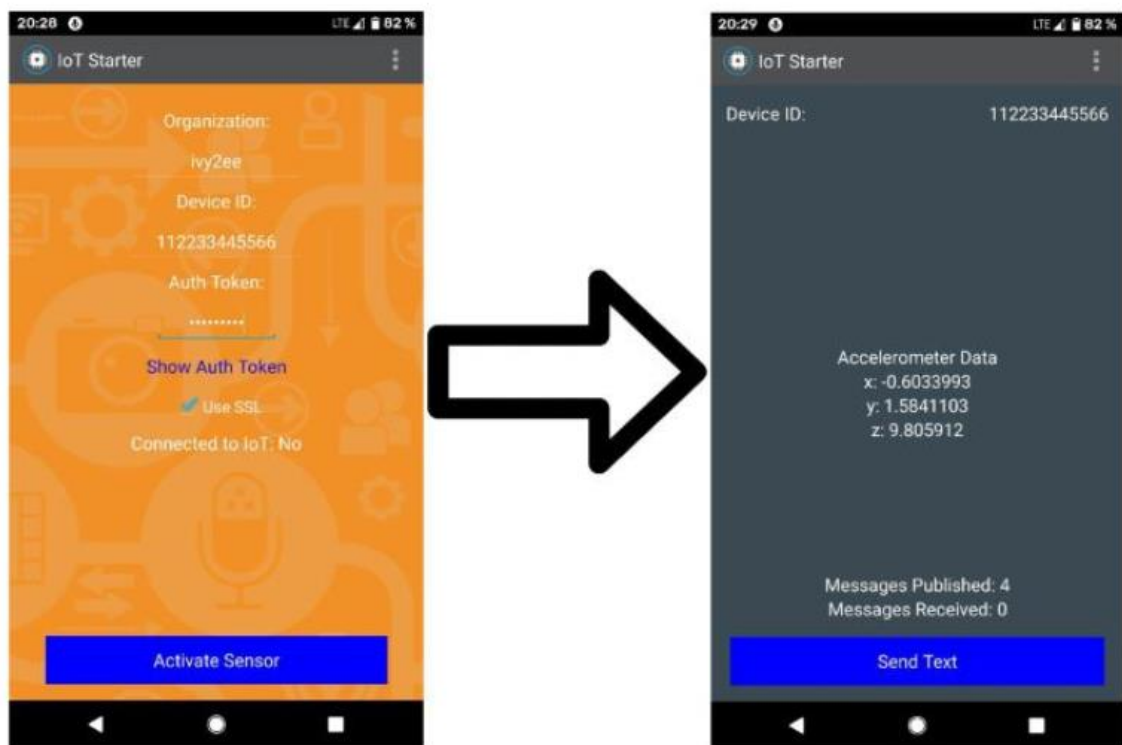 20:28 LTE 82 %
IoT Starter
Organization:
ivy2ee
Device ID:
112233445566
Auth Token:
•••••••••
Show Auth Token
Use SSL
Connected to IoT: No
Activate Sensor
20:29 LTE 82 %
IoT Starter
Device ID: 112233445566
Accelerometer Data
x: -0.6033993
y: 1.5841103
z: 9.805912
Messages Published: 4
Messages Received: 0
Send Text